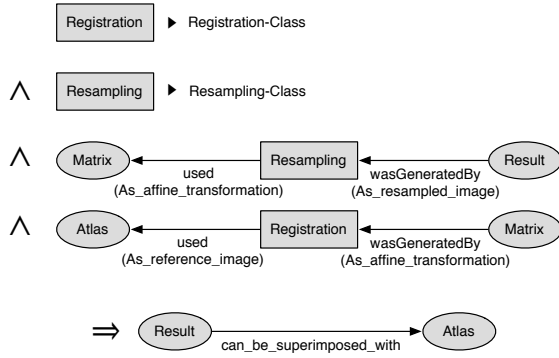 Registration ▶ Registration-Class
∧ Resampling ▶ Resampling-Class
∧ Matrix used (As_affine_transformation) Resampling wasGeneratedBy (As_resampled_image) Result
∧ Atlas used (As_reference_image) Registration wasGeneratedBy (As_affine_transformation) Matrix
⇒ Result can_be_superimposed_with Atlas